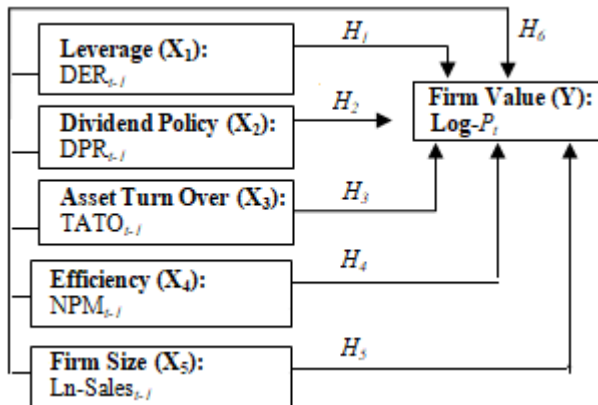 H₆
Leverage (X₁):
DERₜ₋₁
H₁
Firm Value (Y):
Log-Pₜ
Dividend Policy (X₂):
DPRₜ₋₁
H₂
Asset Turn Over (X₃):
TATOₜ₋₁
H₃
Efficiency (X₄):
NPMₜ₋₁
H₄
Firm Size (X₅):
Ln-Salesₜ₋₁
H₅